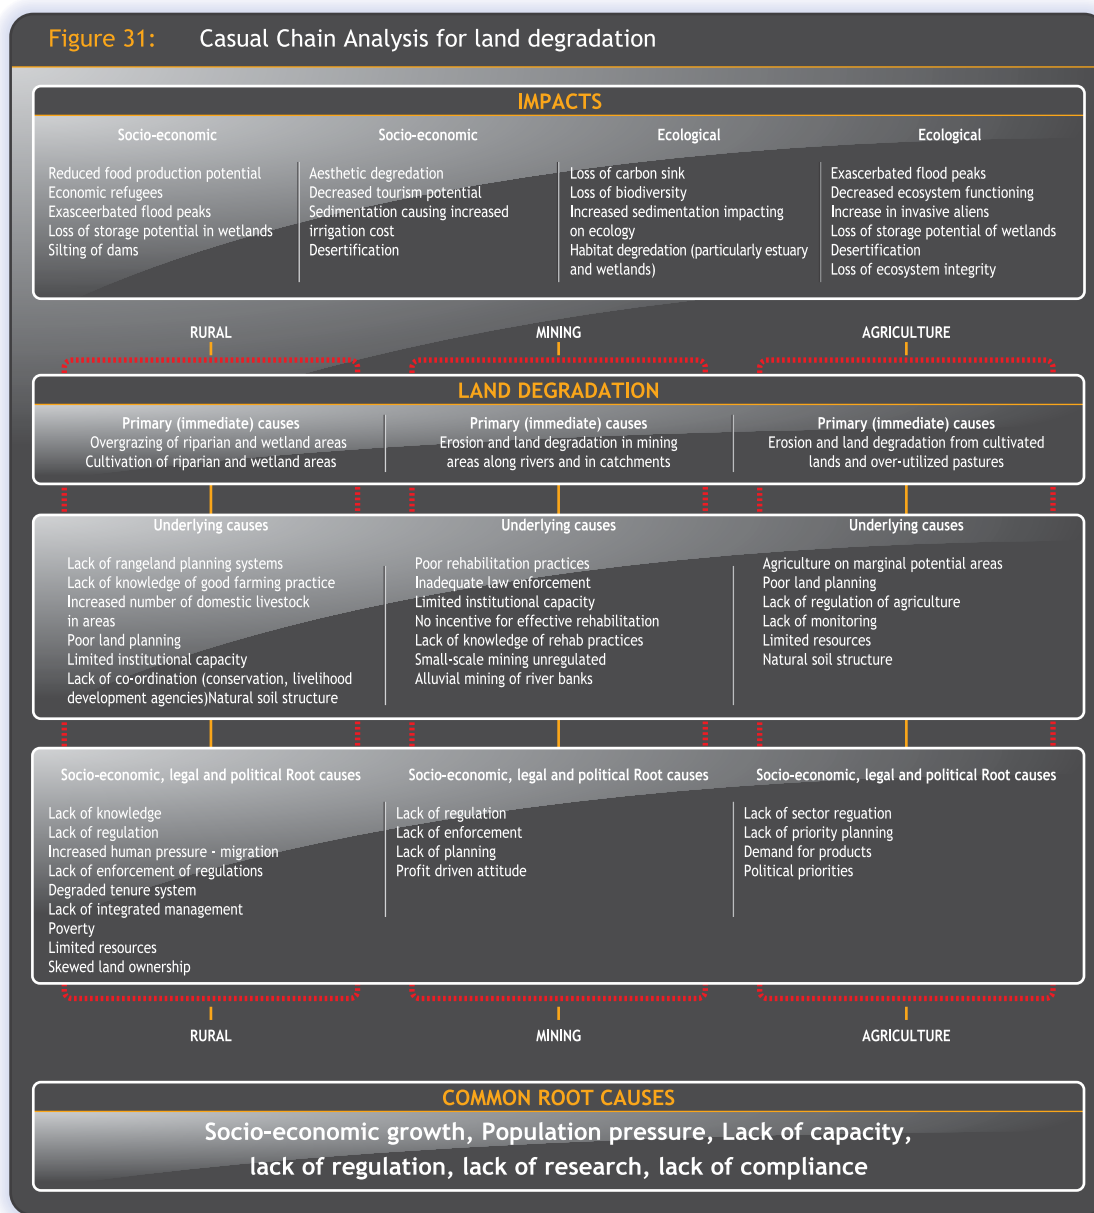 Figure 31: Casual Chain Analysis for land degradation
IMPACTS
Socio-economic
Reduced food production potential
Economic refugees
Exasceerbated flood peaks
Loss of storage potential in wetlands
Silting of dams
Socio-economic
Aesthetic degredation
Decreased tourism potential
Sedimentation causing increased
irrigation cost
Desertification
Ecological
Loss of carbon sink
Loss of biodiversity
Increased sedimentation impacting
on ecology
Habitat degredation (particularly estuary
and wetlands)
Ecological
Exascerbated flood peaks
Decreased ecosystem functioning
Increase in invasive aliens
Loss of storage potential of wetlands
Desertification
Loss of ecosystem integrity
RURAL
MINING
AGRICULTURE
LAND DEGRADATION
Primary (immediate) causes
Overgrazing of riparian and wetland areas
Cultivation of riparian and wetland areas
Primary (immediate) causes
Erosion and land degradation in mining
areas along rivers and in catchments
Primary (immediate) causes
Erosion and land degradation from cultivated
lands and over-utilized pastures
Underlying causes
Lack of rangeland planning systems
Lack of knowledge of good farming practice
Increased number of domestic livestock
in areas
Poor land planning
Limited institutional capacity
Lack of co-ordination (conservation, livelihood
development agencies)Natural soil structure
Underlying causes
Poor rehabilitation practices
Inadequate law enforcement
Limited institutional capacity
No incentive for effective rehabilitation
Lack of knowledge of rehab practices
Small-scale mining unregulated
Alluvial mining of river banks
Underlying causes
Agriculture on marginal potential areas
Poor land planning
Lack of regulation of agriculture
Lack of monitoring
Limited resources
Natural soil structure
Socio-economic, legal and political Root causes
Lack of knowledge
Lack of regulation
Increased human pressure - migration
Lack of enforcement of regulations
Degraded tenure system
Lack of integrated management
Poverty
Limited resources
Skewed land ownership
Socio-economic, legal and political Root causes
Lack of regulation
Lack of enforcement
Lack of planning
Profit driven attitude
Socio-economic, legal and political Root causes
Lack of sector reguation
Lack of priority planning
Demand for products
Political priorities
RURAL
MINING
AGRICULTURE
COMMON ROOT CAUSES
Socio-economic growth, Population pressure, Lack of capacity,
lack of regulation, lack of research, lack of compliance